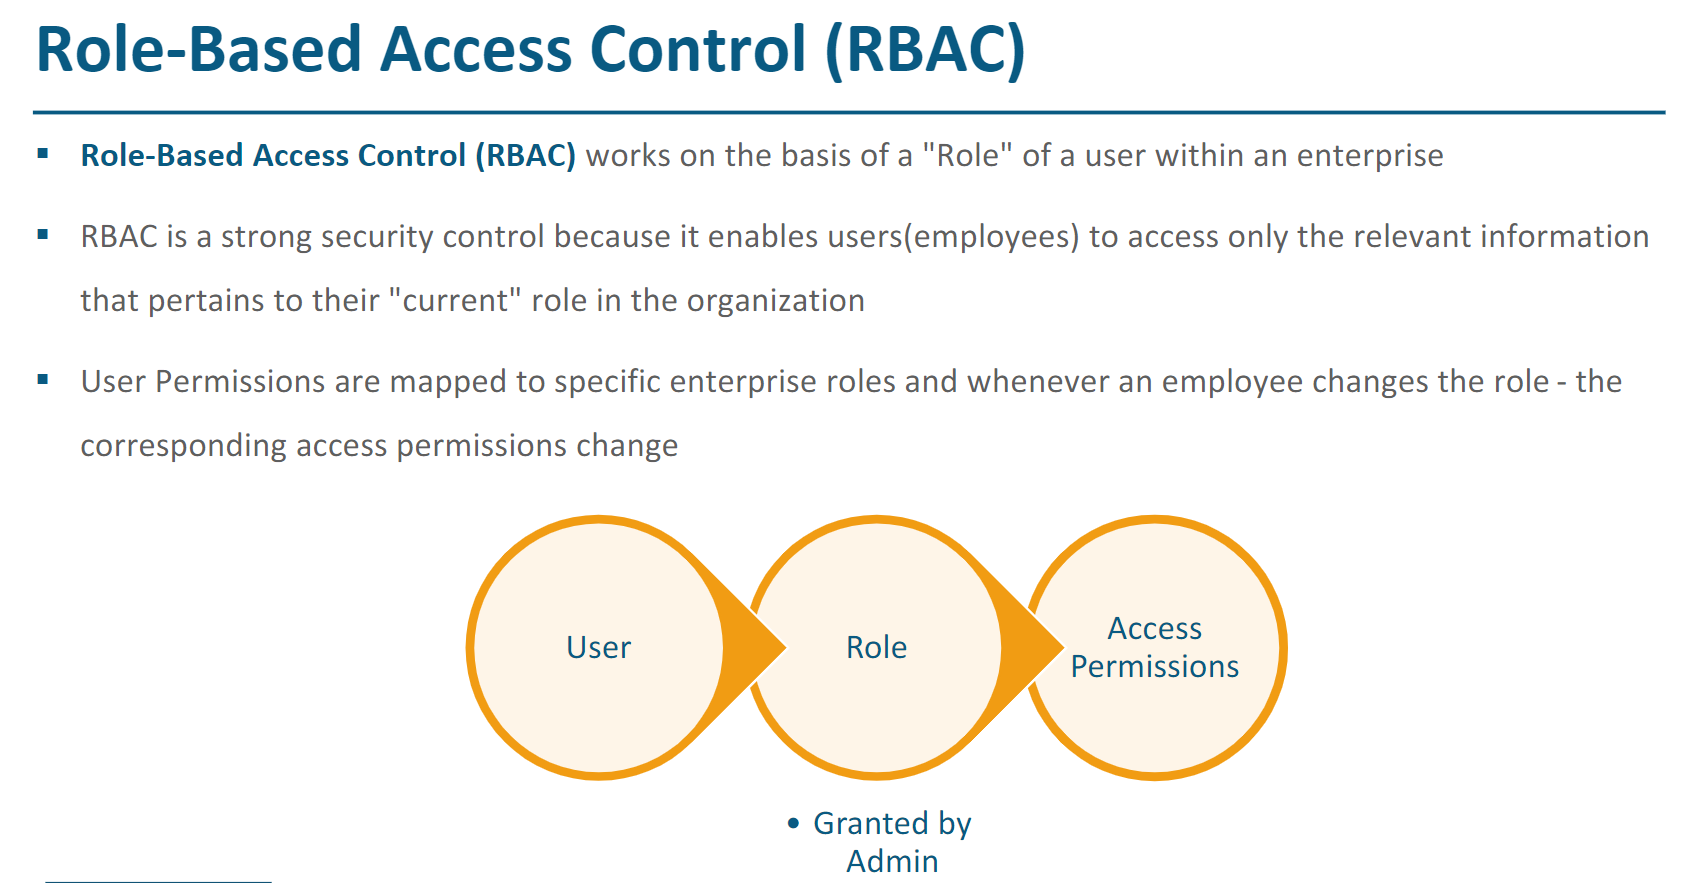 Role-Based Access Control (RBAC)
▪ Role-Based Access Control (RBAC) works on the basis of a "Role" of a user within an enterprise
▪ RBAC is a strong security control because it enables users(employees) to access only the relevant information
that pertains to their "current" role in the organization
▪ User Permissions are mapped to specific enterprise roles and whenever an employee changes the role - the
corresponding access permissions change
User
Role
Access
Permissions
• Granted by
Admin